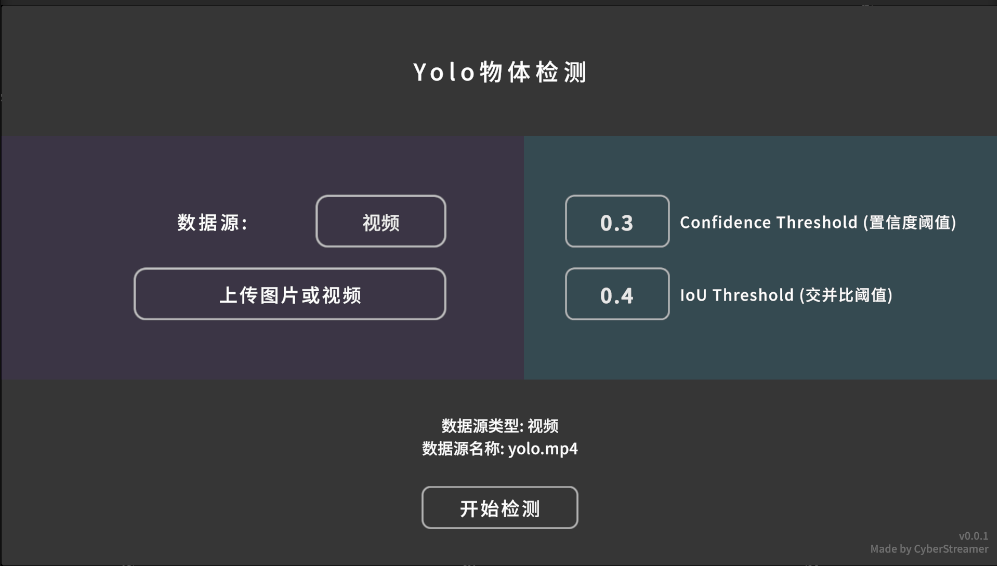 Yolo物体检测
数据源: 视频
上传图片或视频
0.3 Confidence Threshold (置信度阈值)
0.4 IoU Threshold (交并比阈值)
数据源类型: 视频
数据源名称: yolo.mp4
开始检测
v0.0.1
Made by CyberStreamer